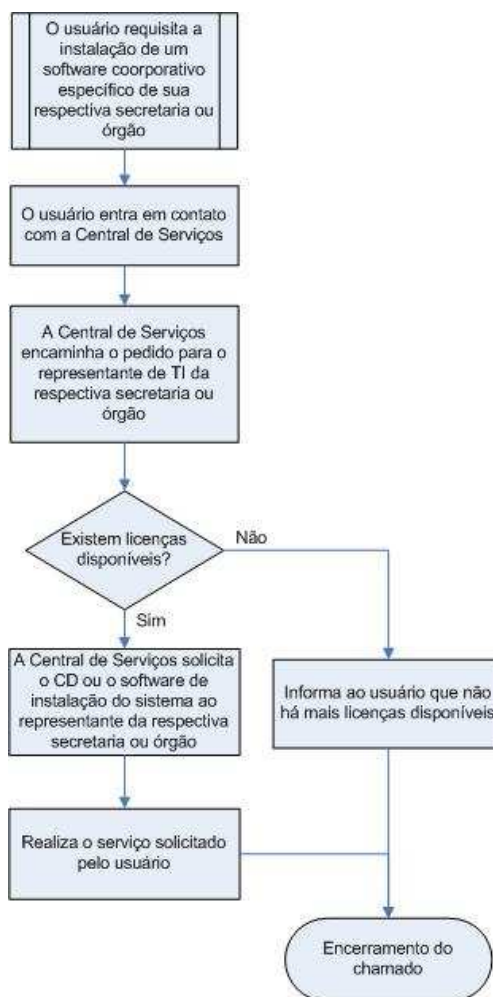 O usuário requisita a
instalação de um
software coorporativo
específico de sua
respectiva secretaria ou
órgão
O usuário entra em contato
com a Central de Serviços
A Central de Serviços
encaminha o pedido para o
representante de TI da
respectiva secretaria ou
órgão
Existem licenças
disponíveis?
Não
Sim
A Central de Serviços solicita
o CD ou o software de
instalação do sistema ao
representante da respectiva
secretaria ou órgão
Informa ao usuário que não
há mais licenças disponíveis
Realiza o serviço solicitado
pelo usuário
Encerramento do
chamado